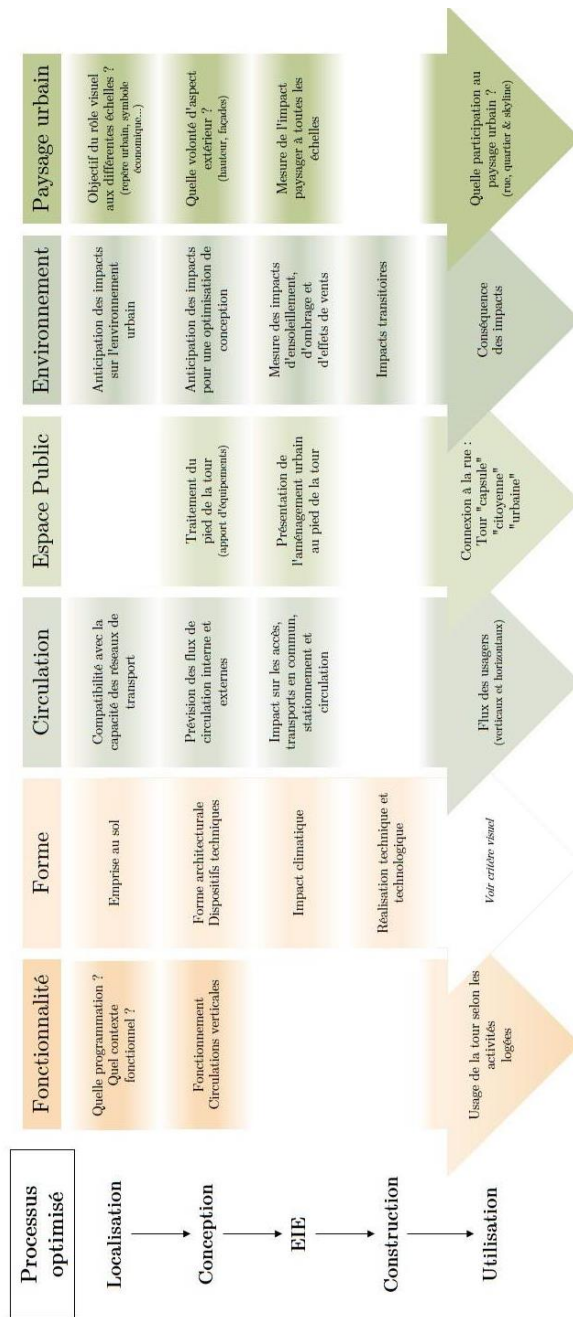 Processus
optimisé
Fonctionnalité
Forme
Circulation
Espace Public
Environnement
Paysage urbain
Localisation
Quelle programmation ?
Quel contexte
fonctionnel ?
Emprise au sol
Compatibilité avec la
capacité des réseaux de
transport
Anticipation des impacts
sur l'environnement
urbain
Objectif du rôle visuel
aux différentes échelles ?
(repère urbain, symbole
économique...)
Conception
Fonctionnement
Circulations verticales
Forme architecturale
Dispositifs techniques
Prévision des flux de
circulation interne et
externes
Traitement du
pied de la tour
(apport d'équipements)
Anticipation des impacts
pour une optimisation de
conception
Quelle volonté d'aspect
extérieur ?
(hauteur, façades)
EIE
Impact climatique
Impact sur les accès,
transports en commun,
stationnement et
circulation
Présentation de
l'aménagement urbain
au pied de la tour
Mesure des impacts
d'ensoleillement,
d'ombrage et
d'effets de vents
Mesure de l'impact
paysager à toutes les
échelles
Construction
Réalisation technique et
technologique
Impacts transitoires
Utilisation
Usage de la tour selon les
activités
logées
Voir critère visuel
Flux des usagers
(verticaux et horizontaux)
Connexion à la rue :
Tour "capsule"
"citoyenne"
"urbaine"
Conséquence
des impacts
Quelle participation au
paysage urbain ?
(rue, quartier & skyline)